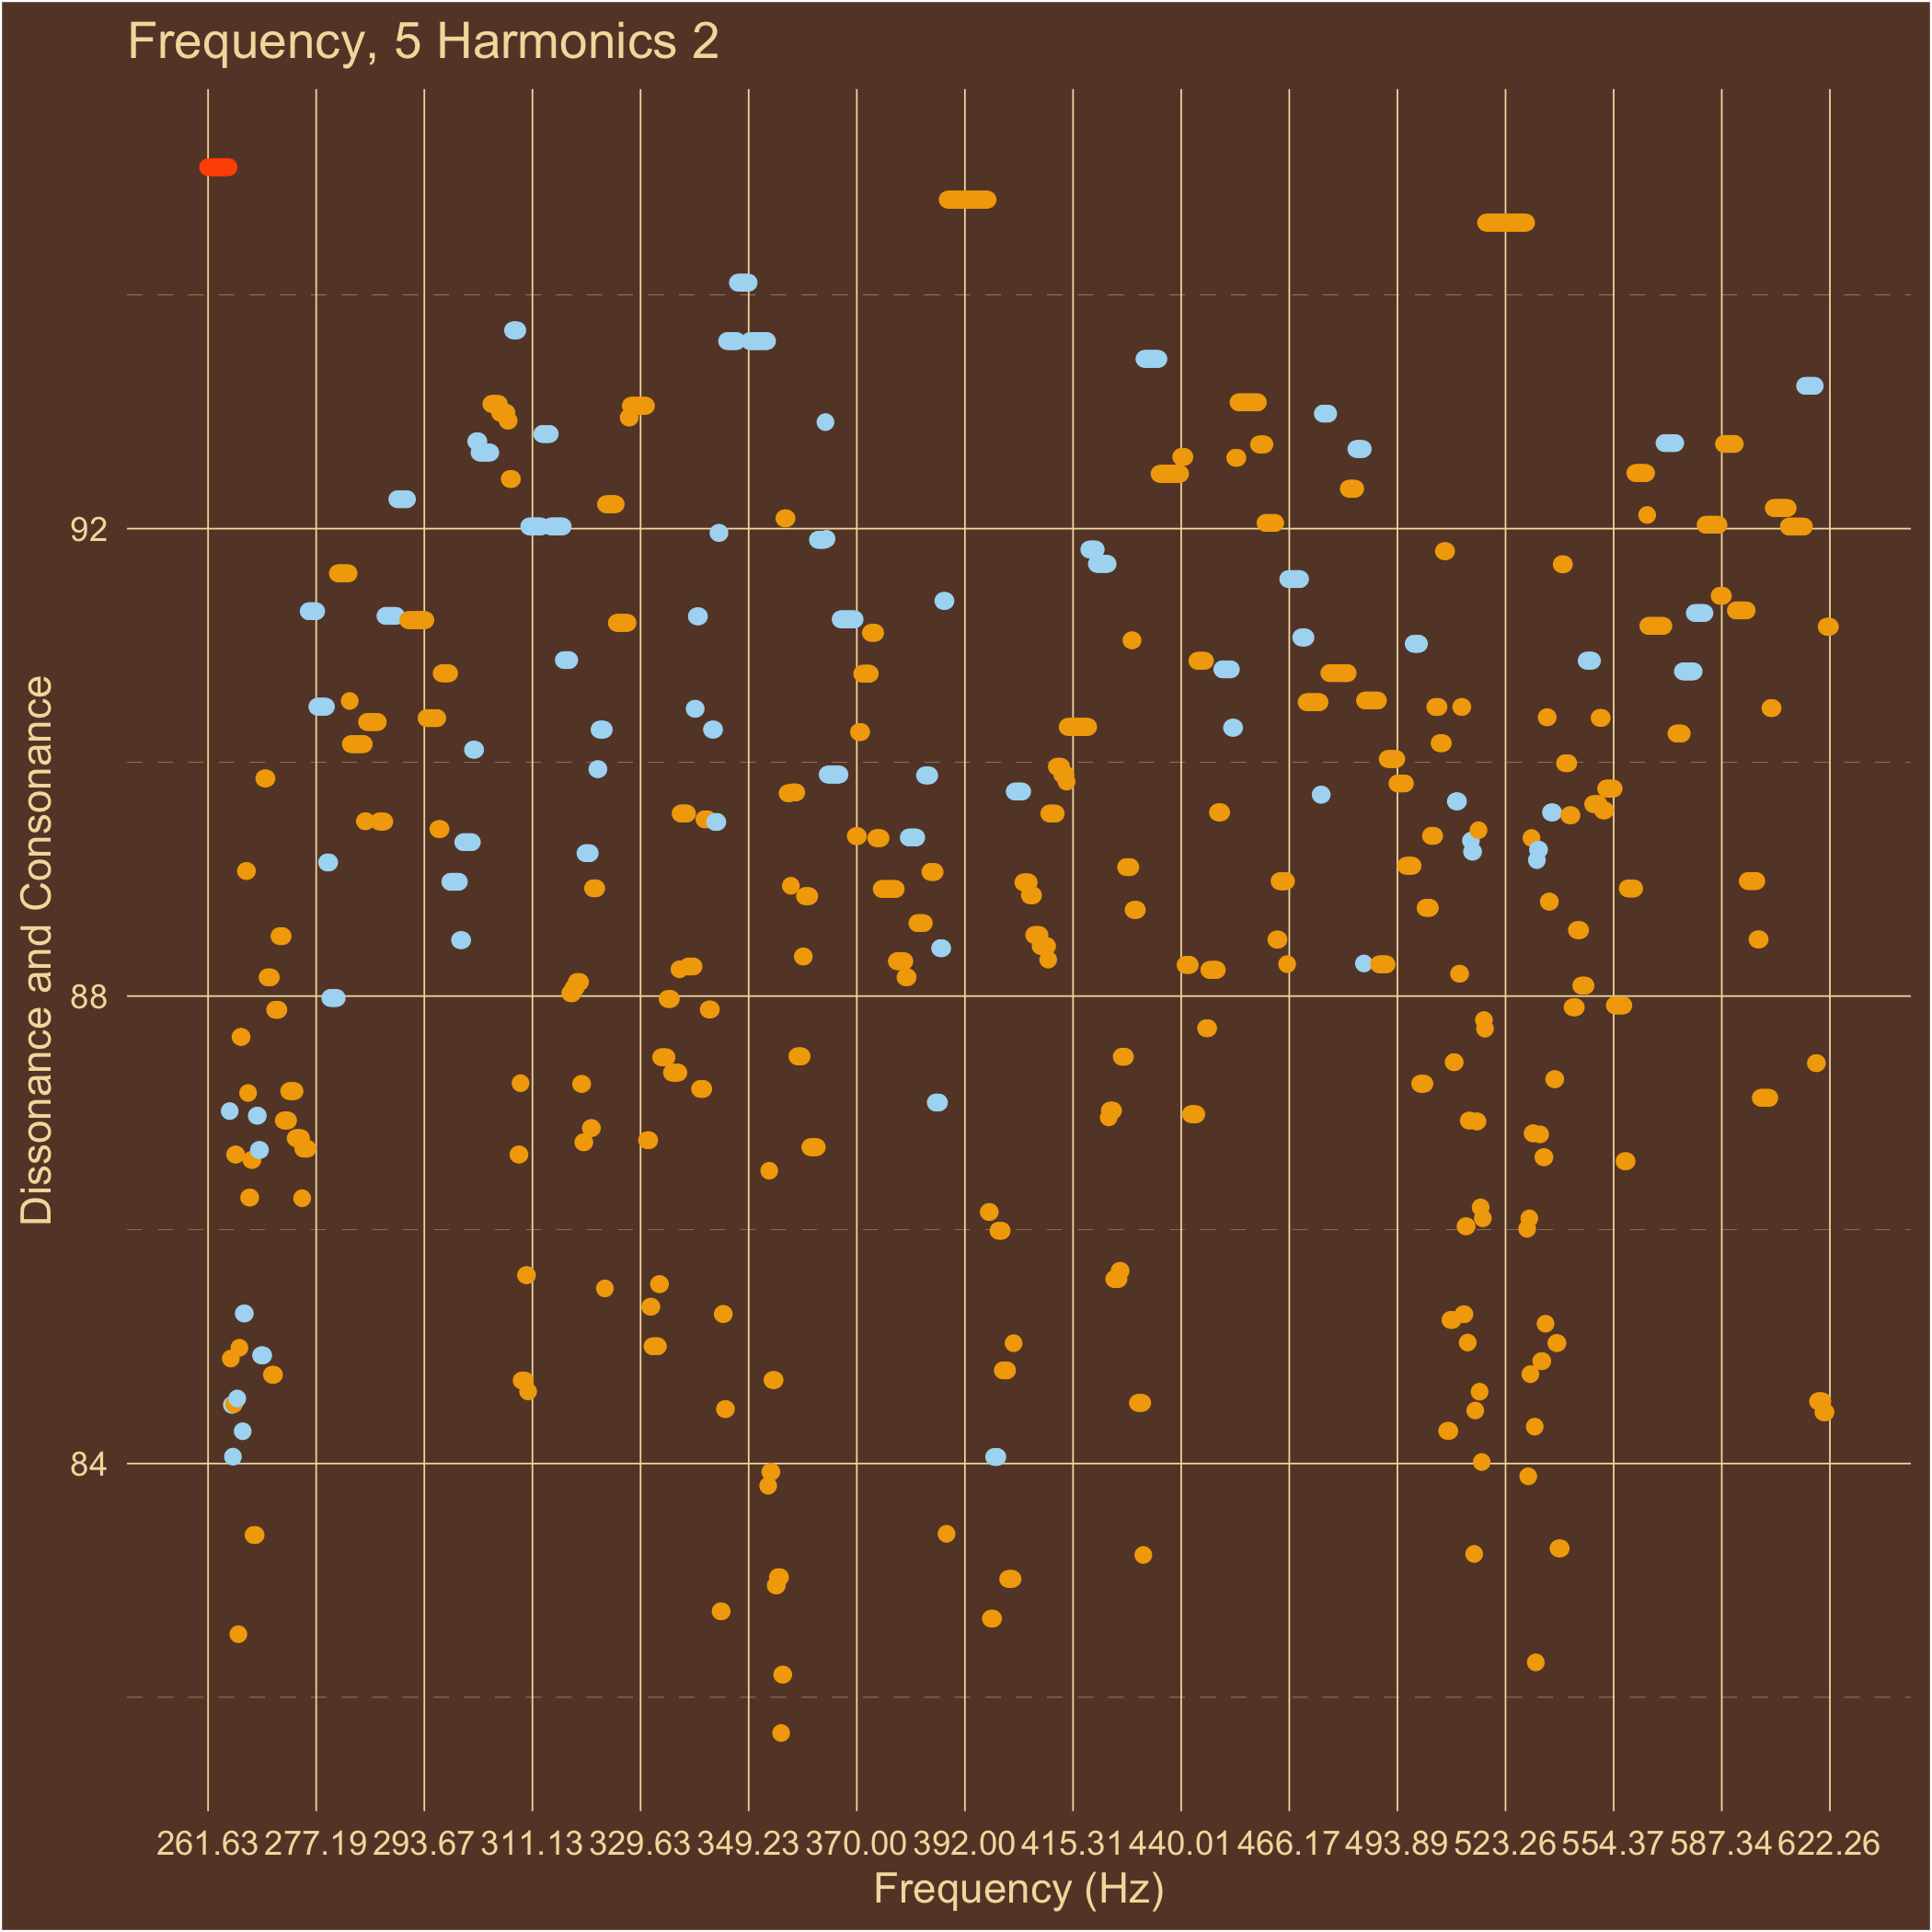 Frequency, 5 Harmonics 2
Dissonance and Consonance
92
88
84
261.63 277.19 293.67 311.13 329.63 349.23 370.00 392.00 415.31 440.01 466.17 493.89 523.26 554.37 587.34 622.26
Frequency (Hz)